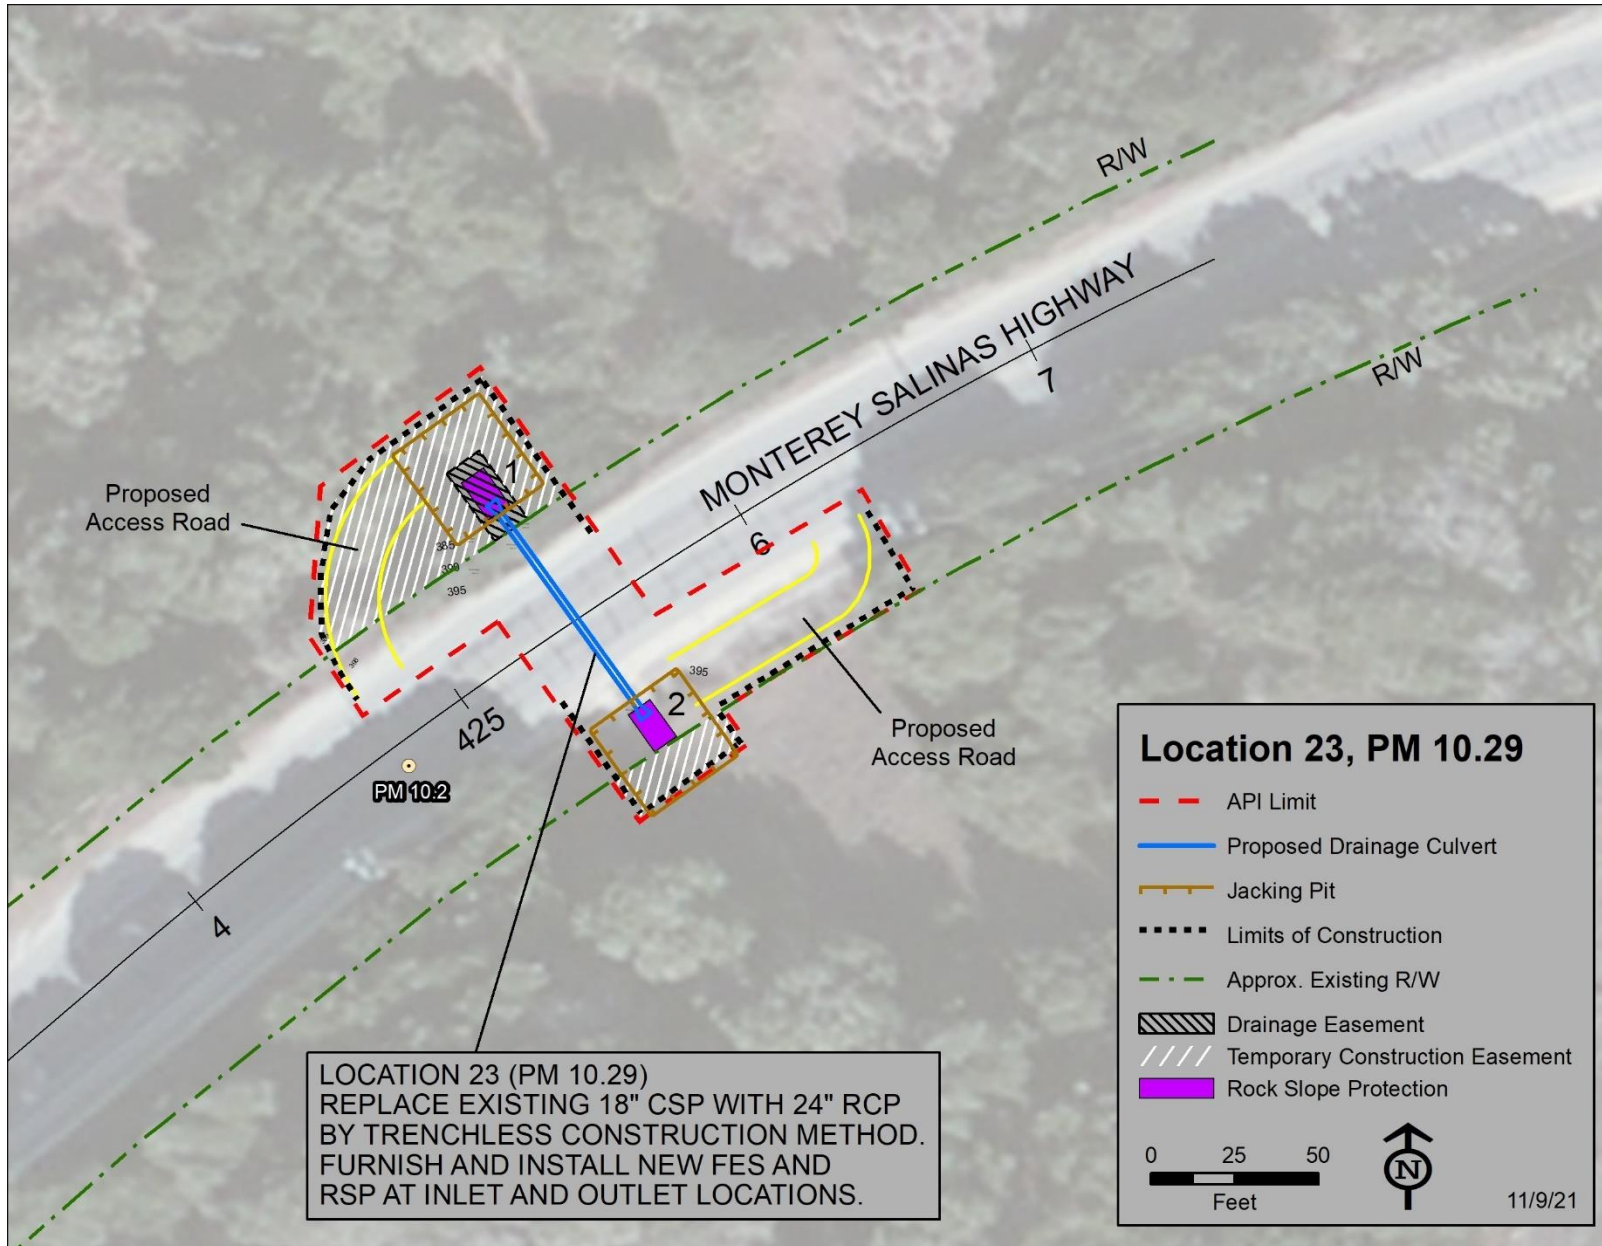 R/W
MONTEREY SALINAS HIGHWAY
7
R/W
6
Proposed
Access Road
1
385
390
395
395
2
425
PM 10.2
4
Proposed
Access Road
LOCATION 23 (PM 10.29)
REPLACE EXISTING 18" CSP WITH 24" RCP
BY TRENCHLESS CONSTRUCTION METHOD.
FURNISH AND INSTALL NEW FES AND
RSP AT INLET AND OUTLET LOCATIONS.
Location 23, PM 10.29
API Limit
Proposed Drainage Culvert
Jacking Pit
Limits of Construction
Approx. Existing R/W
Drainage Easement
Temporary Construction Easement
Rock Slope Protection
0 25 50
Feet
N
11/9/21